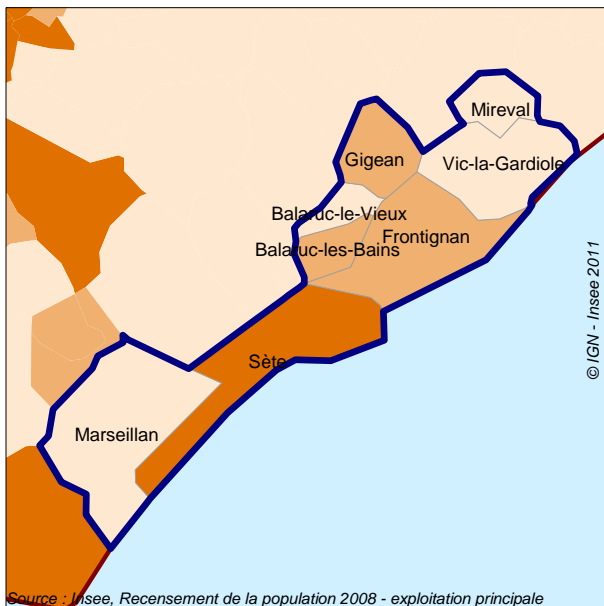 Mireval
Gigean
Vic-la-Gardiole
Balaruc-le-Vieux
Frontignan
Balaruc-les-Bains
Sète
Marseillan
© IGN - Insee 2011
Source : Insee, Recensement de la population 2008 - exploitation principale